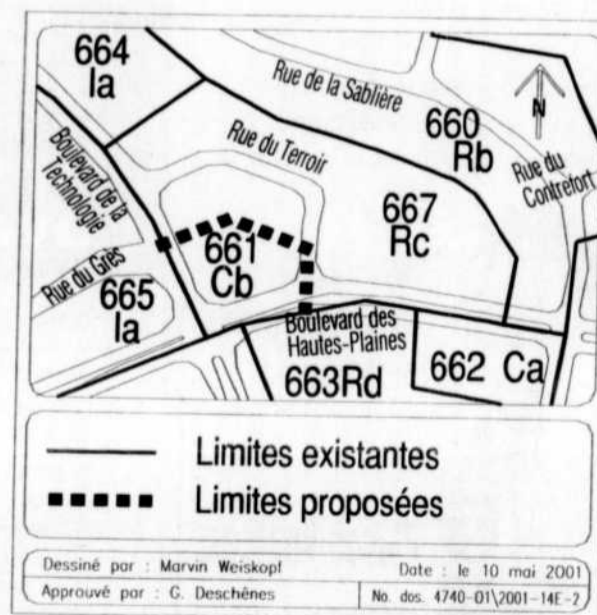 664
Ia
Rue de la Sablière
N
660
Rb
Rue du Terroir
Rue du
Contrefort
Boulevard de la
Technologie
667
Rc
661
Cb
Rue du Grès
665
Ia
Boulevard des
Hautes-Plaines
663Rd
662 Ca
Limites existantes
Limites proposées
Dessiné par : Marvin Weiskopf
Date : le 10 mai 2001
Approuvé par : G. Deschênes
No. dos. 4740-01\2001-14E-2